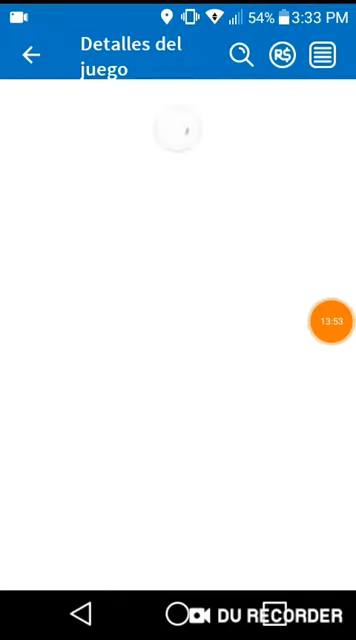 54% 3:33 PM
Detalles del
juego
R$
13:53
DU RECORDER